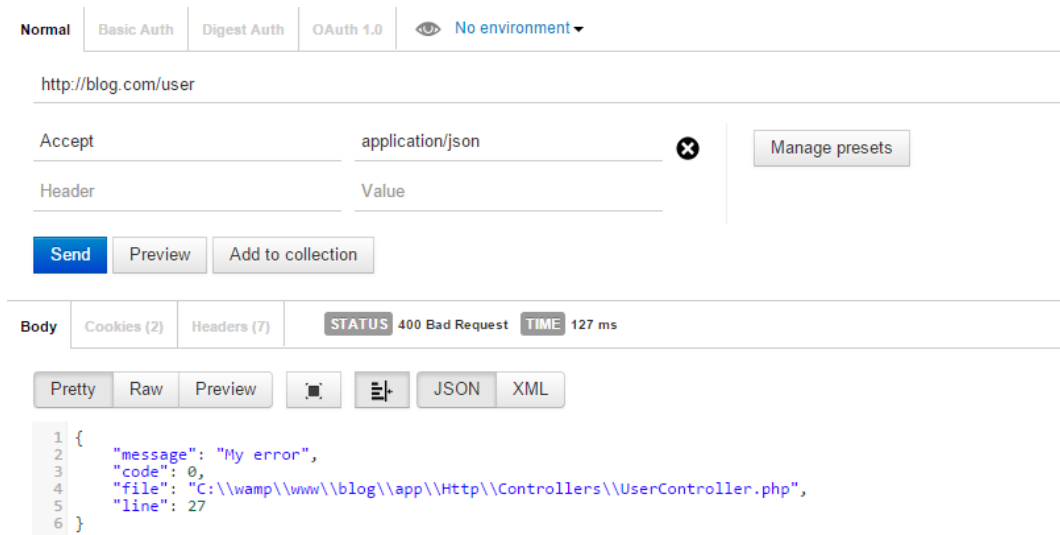 Normal Basic Auth Digest Auth OAuth 1.0 No environment
http://blog.com/user
Accept application/json Manage presets
Header Value
Send Preview Add to collection
Body Cookies (2) Headers (7) STATUS 400 Bad Request TIME 127 ms
Pretty Raw Preview JSON XML
1 {
2 "message": "My error",
3 "code": 0,
4 "file": "C:\\wamp\\www\\blog\\app\\Http\\Controllers\\UserController.php",
5 "line": 27
6 }